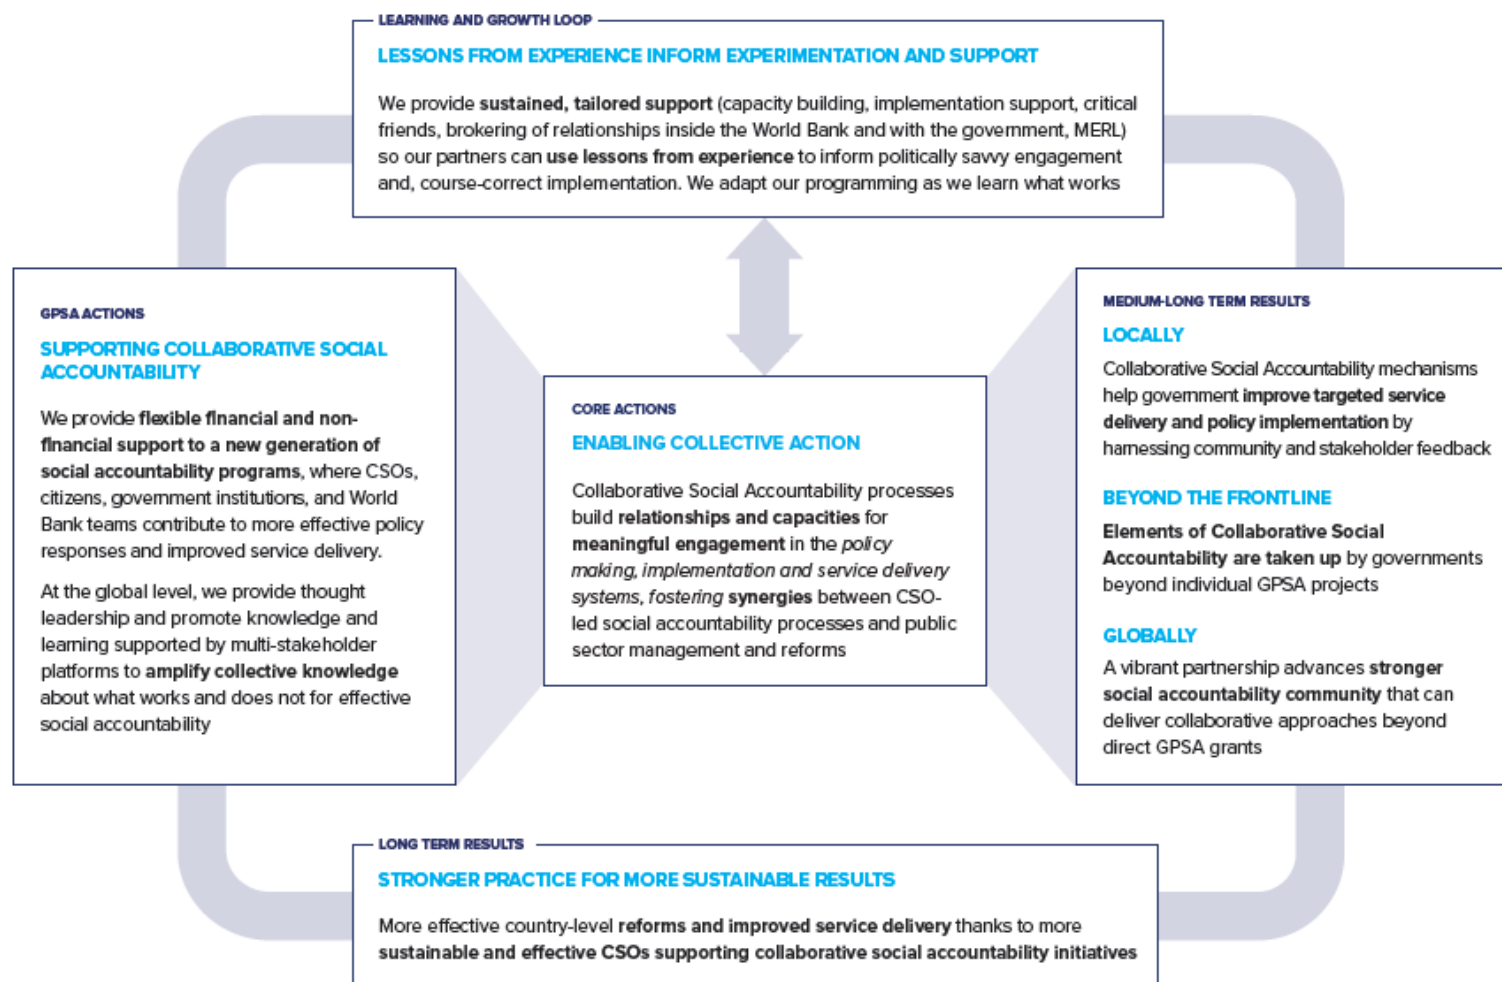 LEARNING AND GROWTH LOOP
LESSONS FROM EXPERIENCE INFORM EXPERIMENTATION AND SUPPORT
We provide sustained, tailored support (capacity building, implementation support, critical
friends, brokering of relationships inside the World Bank and with the government, MERL)
so our partners can use lessons from experience to inform politically savvy engagement
and, course-correct implementation. We adapt our programming as we learn what works
GPSA ACTIONS
SUPPORTING COLLABORATIVE SOCIAL
ACCOUNTABILITY
We provide flexible financial and non-
financial support to a new generation of
social accountability programs, where CSOs,
citizens, government institutions, and World
Bank teams contribute to more effective policy
responses and improved service delivery.
At the global level, we provide thought
leadership and promote knowledge and
learning supported by multi-stakeholder
platforms to amplify collective knowledge
about what works and does not for effective
social accountability
CORE ACTIONS
ENABLING COLLECTIVE ACTION
Collaborative Social Accountability processes
build relationships and capacities for
meaningful engagement in the policy
making, implementation and service delivery
systems, fostering synergies between CSO-
led social accountability processes and public
sector management and reforms
MEDIUM-LONG TERM RESULTS
LOCALLY
Collaborative Social Accountability mechanisms
help government improve targeted service
delivery and policy implementation by
harnessing community and stakeholder feedback
BEYOND THE FRONTLINE
Elements of Collaborative Social
Accountability are taken up by governments
beyond individual GPSA projects
GLOBALLY
A vibrant partnership advances stronger
social accountability community that can
deliver collaborative approaches beyond
direct GPSA grants
LONG TERM RESULTS
STRONGER PRACTICE FOR MORE SUSTAINABLE RESULTS
More effective country-level reforms and improved service delivery thanks to more
sustainable and effective CSOs supporting collaborative social accountability initiatives